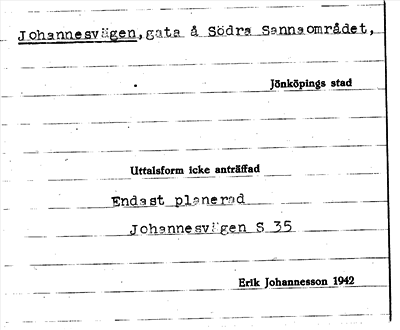 Johannesvägen, gata å Södra Sannaområdet,
Jönköpings stad
Uttalsform icke anträffad
Endast planerad
Johannesvägen S 35
Erik Johannesson 1942